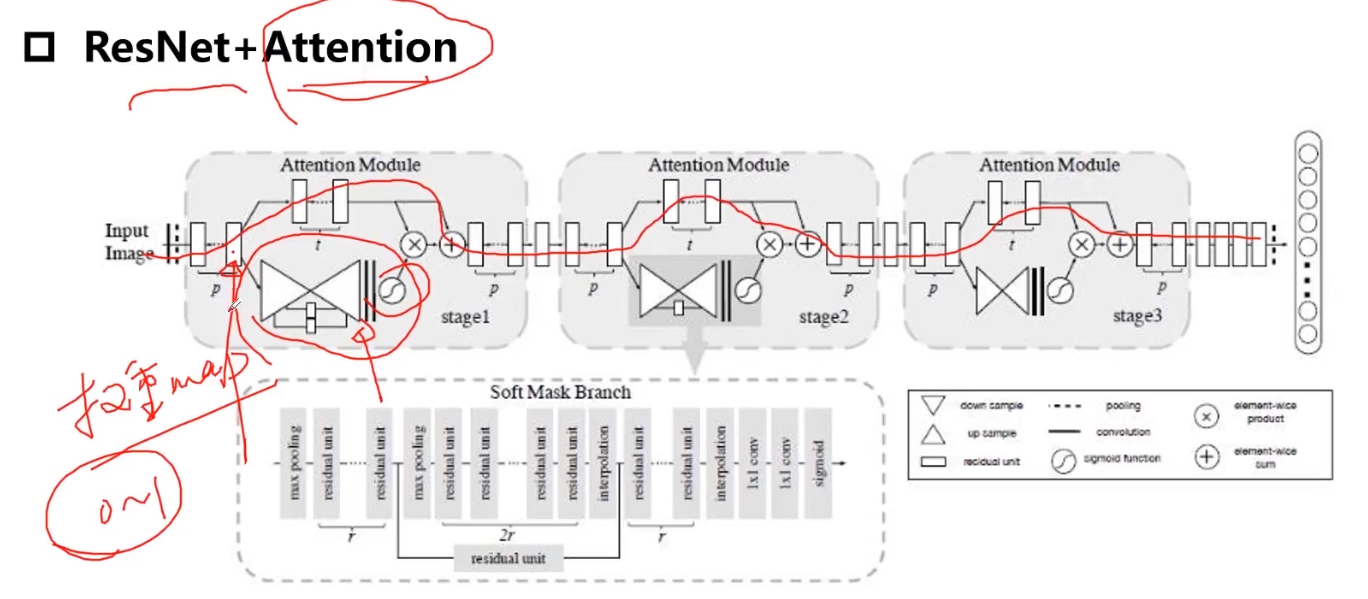 ResNet+Attention
Attention Module
Attention Module
Attention Module
Input
Image
t
t
t
p
p
p
p
p
p
stage1
stage2
stage3
权重map
0~1
Soft Mask Branch
max pooling
residual unit
...
residual unit
max pooling
residual unit
residual unit
...
residual unit
residual unit
interpolation
residual unit
...
residual unit
interpolation
1x1 conv
1x1 conv
sigmoid
r
2r
r
residual unit
down sample
pooling
element-wice
product
up sample
convolution
residual unit
sigmoid function
element-wice
sum